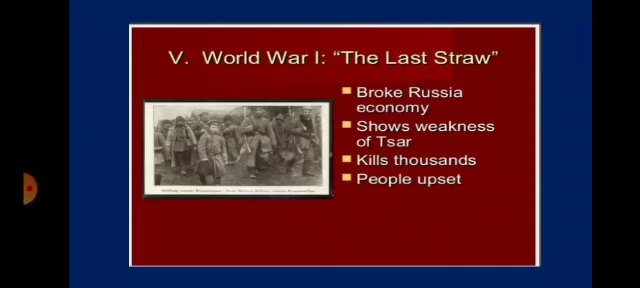 V. World War I: “The Last Straw”
Broke Russia
economy
Shows weakness
of Tsar
Kills thousands
People upset